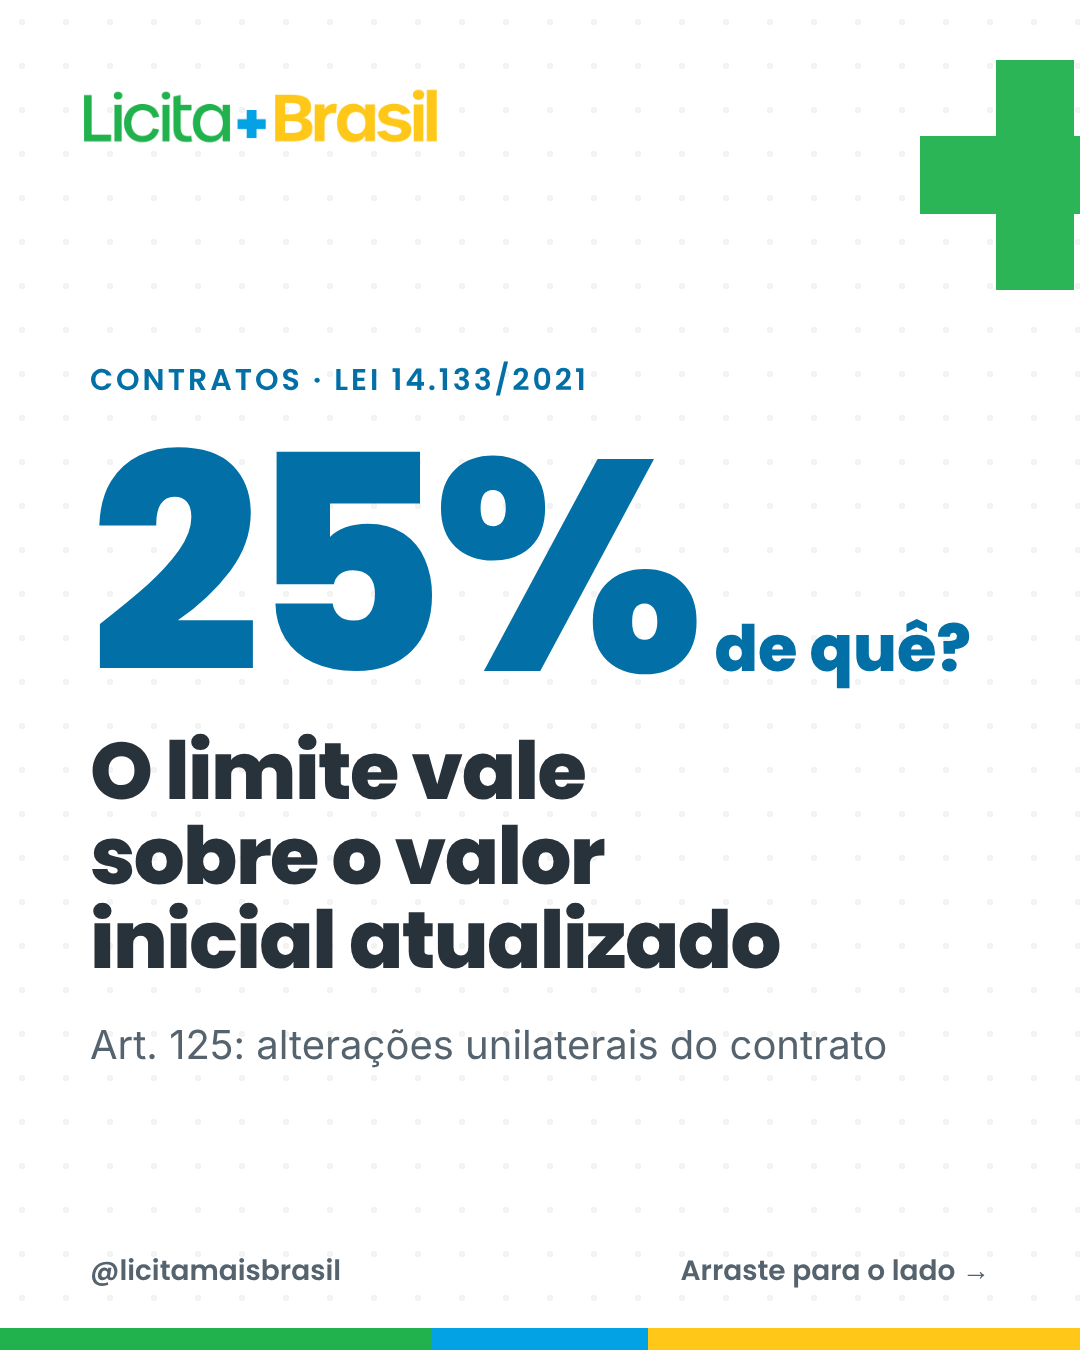 Licita+Brasil
CONTRATOS · LEI 14.133/2021
25% de quê?
O limite vale
sobre o valor
inicial atualizado
Art. 125: alterações unilaterais do contrato
@licitamaisbrasil
Arraste para o lado →